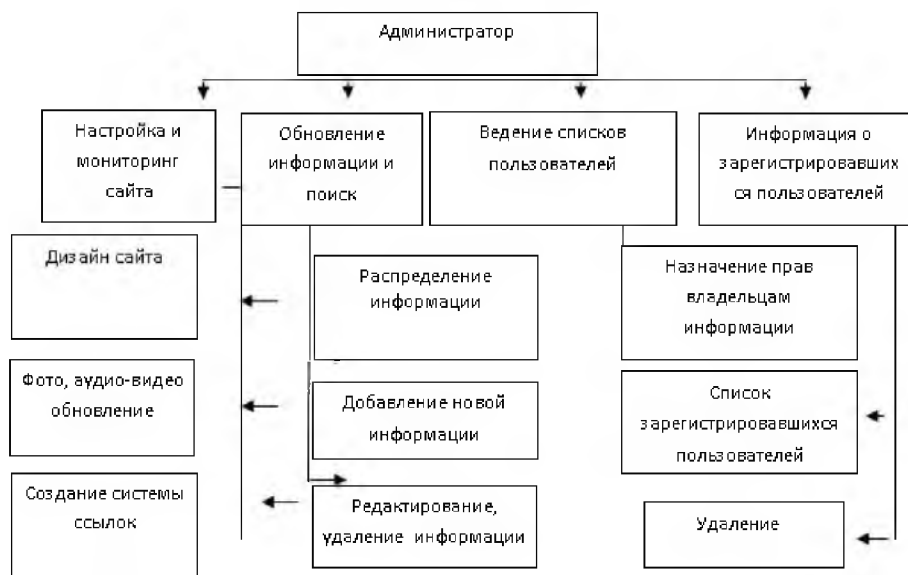 Администратор
Настройка и
мониторинг
сайта
Обновление
информации и
поиск
Ведение списков
пользователей
Информация о
зарегистрировавших
ся пользователей
Дизайн сайта
Распределение
информации
Назначение прав
владельцам
информации
Фото, аудио-видео
обновление
Добавление новой
информации
Список
зарегистрировавшихся
пользователей
Создание системы
ссылок
Редактирование,
удаление информации
Удаление